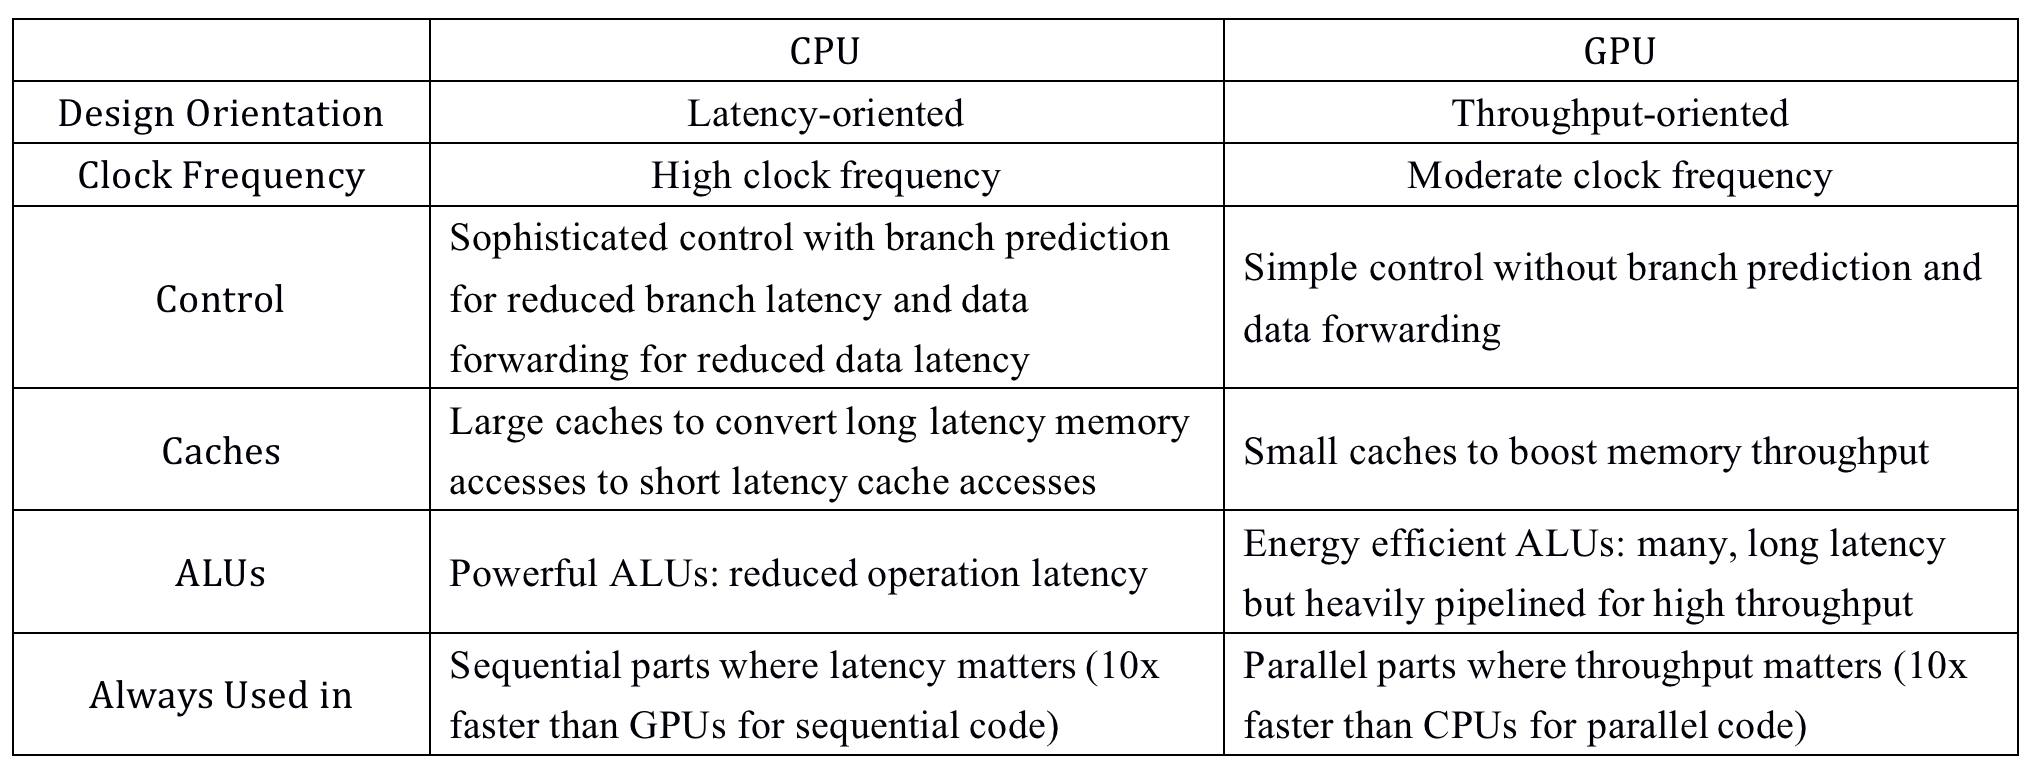 CPU GPU
Design Orientation Latency-oriented Throughput-oriented
Clock Frequency High clock frequency Moderate clock frequency
Control
Sophisticated control with branch prediction
for reduced branch latency and data
forwarding for reduced data latency
Simple control without branch prediction and
data forwarding
Caches
Large caches to convert long latency memory
accesses to short latency cache accesses
Small caches to boost memory throughput
ALUs
Powerful ALUs: reduced operation latency
Energy efficient ALUs: many, long latency
but heavily pipelined for high throughput
Always Used in
Sequential parts where latency matters (10x
faster than GPUs for sequential code)
Parallel parts where throughput matters (10x
faster than CPUs for parallel code)